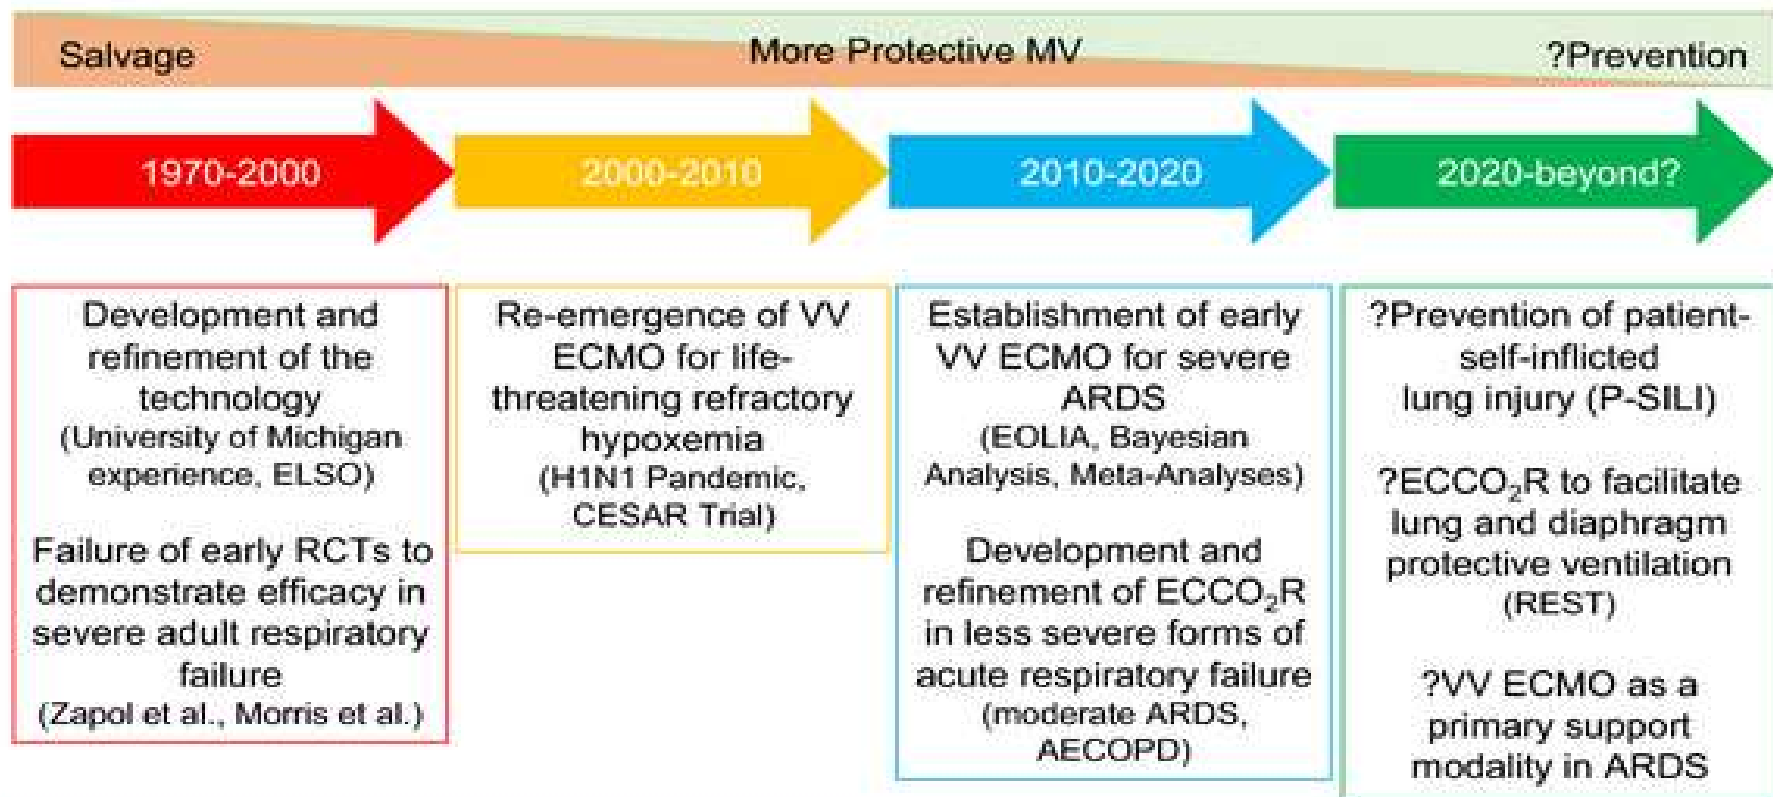 Salvage
More Protective MV
?Prevention
1970-2000
2000-2010
2010-2020
2020-beyond?
Development and
refinement of the
technology
(University of Michigan
experience, ELSO)
Failure of early RCTs to
demonstrate efficacy in
severe adult respiratory
failure
(Zapol et al., Morris et al.)
Re-emergence of VV
ECMO for life-
threatening refractory
hypoxemia
(H1N1 Pandemic,
CESAR Trial)
Establishment of early
VV ECMO for severe
ARDS
(EOLIA, Bayesian
Analysis, Meta-Analyses)
Development and
refinement of ECCO₂R
in less severe forms of
acute respiratory failure
(moderate ARDS,
AECOPD)
?Prevention of patient-
self-inflicted
lung injury (P-SILI)
?ECCO₂R to facilitate
lung and diaphragm
protective ventilation
(REST)
?VV ECMO as a
primary support
modality in ARDS